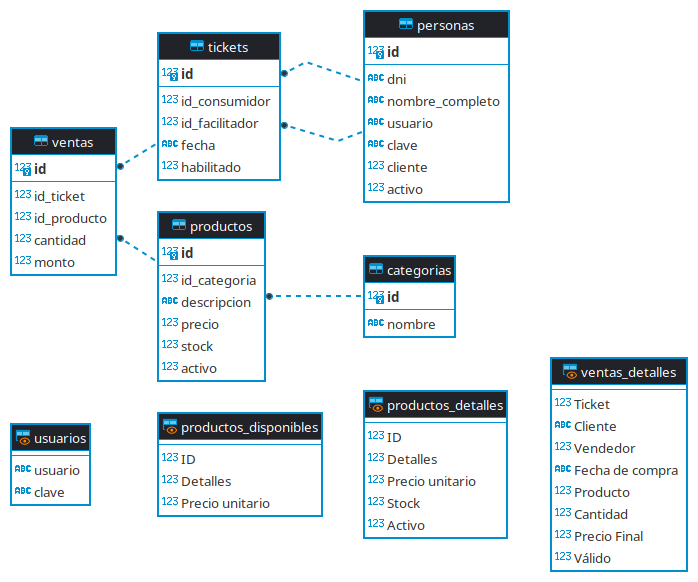 personas
123 id
ABC dni
ABC nombre_completo
ABC usuario
ABC clave
123 cliente
123 activo
tickets
123 id
123 id_consumidor
123 id_facilitador
ABC fecha
123 habilitado
ventas
123 id
123 id_ticket
123 id_producto
123 cantidad
123 monto
productos
123 id
123 id_categoria
ABC descripcion
123 precio
123 stock
123 activo
categorias
123 id
ABC nombre
ventas_detalles
123 Ticket
ABC Cliente
123 Vendedor
ABC Fecha de compra
123 Producto
123 Cantidad
123 Precio Final
123 Válido
productos_detalles
123 ID
123 Detalles
123 Precio unitario
123 Stock
123 Activo
productos_disponibles
123 ID
123 Detalles
123 Precio unitario
usuarios
ABC usuario
ABC clave